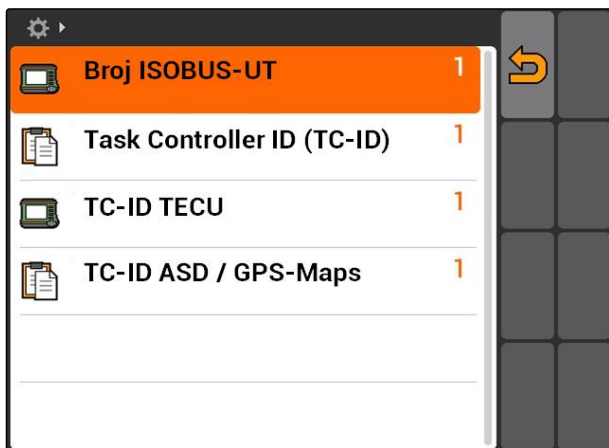 Broj ISOBUS-UT 1
Task Controller ID (TC-ID) 1
TC-ID TECU 1
TC-ID ASD / GPS-Maps 1